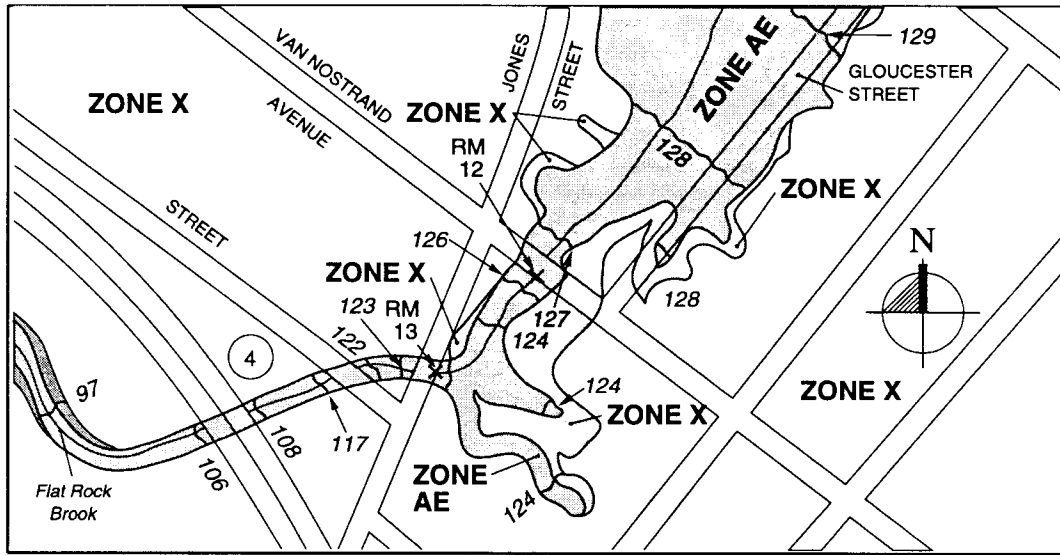 VAN NOSTRAND
AVENUE
JONES
STREET
ZONE AE
129
GLOUCESTER
STREET
ZONE X
ZONE X
RM
12
128
ZONE X
STREET
126
ZONE X
N
123
RM
13
127
128
122
124
4
97
124
ZONE X
ZONE X
117
108
106
ZONE
AE
124
Flat Rock
Brook